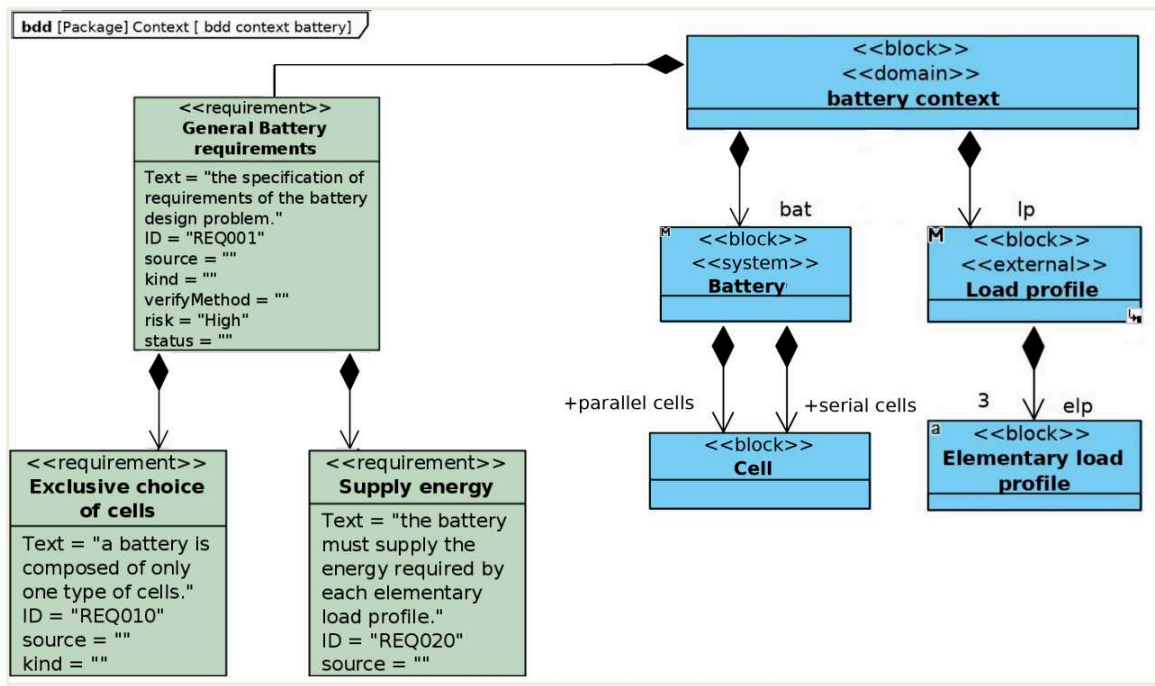 bdd [Package] Context [ bdd context battery]
<<block>>
<<domain>>
battery context
<<requirement>>
General Battery
requirements
Text = "the specification of
requirements of the battery
design problem."
ID = "REQ001"
source = ""
kind = ""
verifyMethod = ""
risk = "High"
status = ""
bat
lp
M
<<block>>
<<system>>
Battery
M
<<block>>
<<external>>
Load profile
+parallel cells
+serial cells
3
elp
<<requirement>>
Exclusive choice
of cells
Text = "a battery is
composed of only
one type of cells."
ID = "REQ010"
source = ""
kind = ""
<<requirement>>
Supply energy
Text = "the battery
must supply the
energy required by
each elementary
load profile."
ID = "REQ020"
source = ""
<<block>>
Cell
a
<<block>>
Elementary load
profile